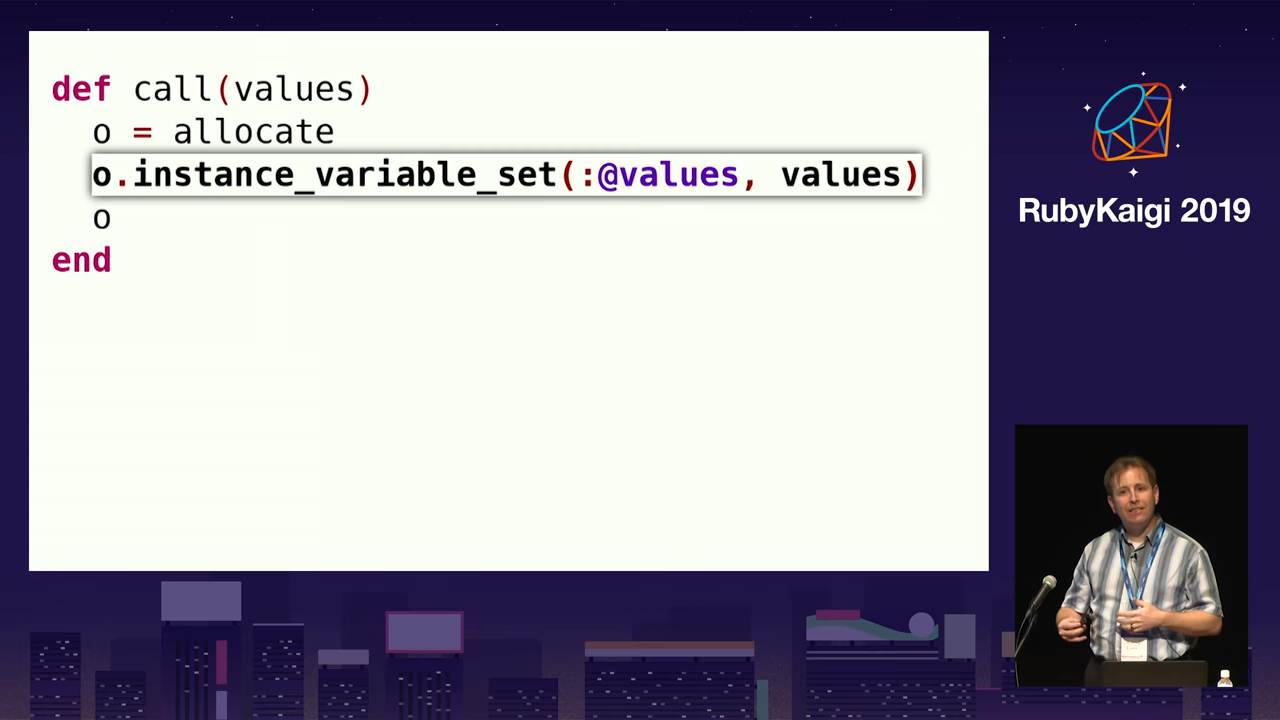 def call(values)
  o = allocate
  o.instance_variable_set(:@values, values)
  o
end
RubyKaigi 2019